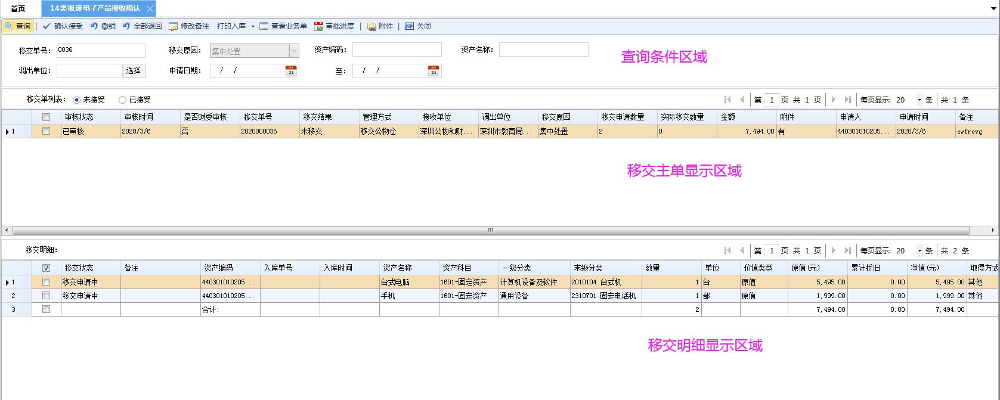 首页 14类报废电子产品接收确认
查询 确认接受 撤销 全部退回 修改备注 打印入库 查看业务单 审批进度 附件 关闭
移交单号: 0036 移交原因: 集中处置 资产编码: 资产名称:
查询条件区域
调出单位: 选择 申请日期: / / 21 至: / / 21
移交单列表: 未接受 已接受 第 1 页 共 1 页 每页显示: 20 条 共 1 条
审核状态 审核时间 是否财委审核 移交单号 移交结果 管理方式 接收单位 调出单位 移交原因 移交申请数量 实际移交数量 金额 附件 申请人 申请时间 备注
1 已审核 2020/3/6 否 2020000036 未移交 移交公物仓 深圳公物和财... 深圳市教育局... 集中处置 2 0 7,494.00 有 440301010205... 2020/3/6 ewfrevg
移交主单显示区域
移交明细: 第 1 页 共 1 页 每页显示: 20 条 共 2 条
移交状态 备注 资产编码 入库单号 入库时间 资产名称 资产科目 一级分类 末级分类 数量 单位 价值类型 原值(元) 累计折旧 净值(元) 取得方式
1 移交申请中 440301010205... 台式电脑 1601-固定资产 计算机设备及软件 2010104 台式机 1 台 原值 5,495.00 0.00 5,495.00 其他
2 移交申请中 440301010205... 手机 1601-固定资产 通用设备 2310701 固定电话机 1 部 原值 1,999.00 0.00 1,999.00 其他
3 合计: 2 7,494.00 0.00 7,494.00
移交明细显示区域